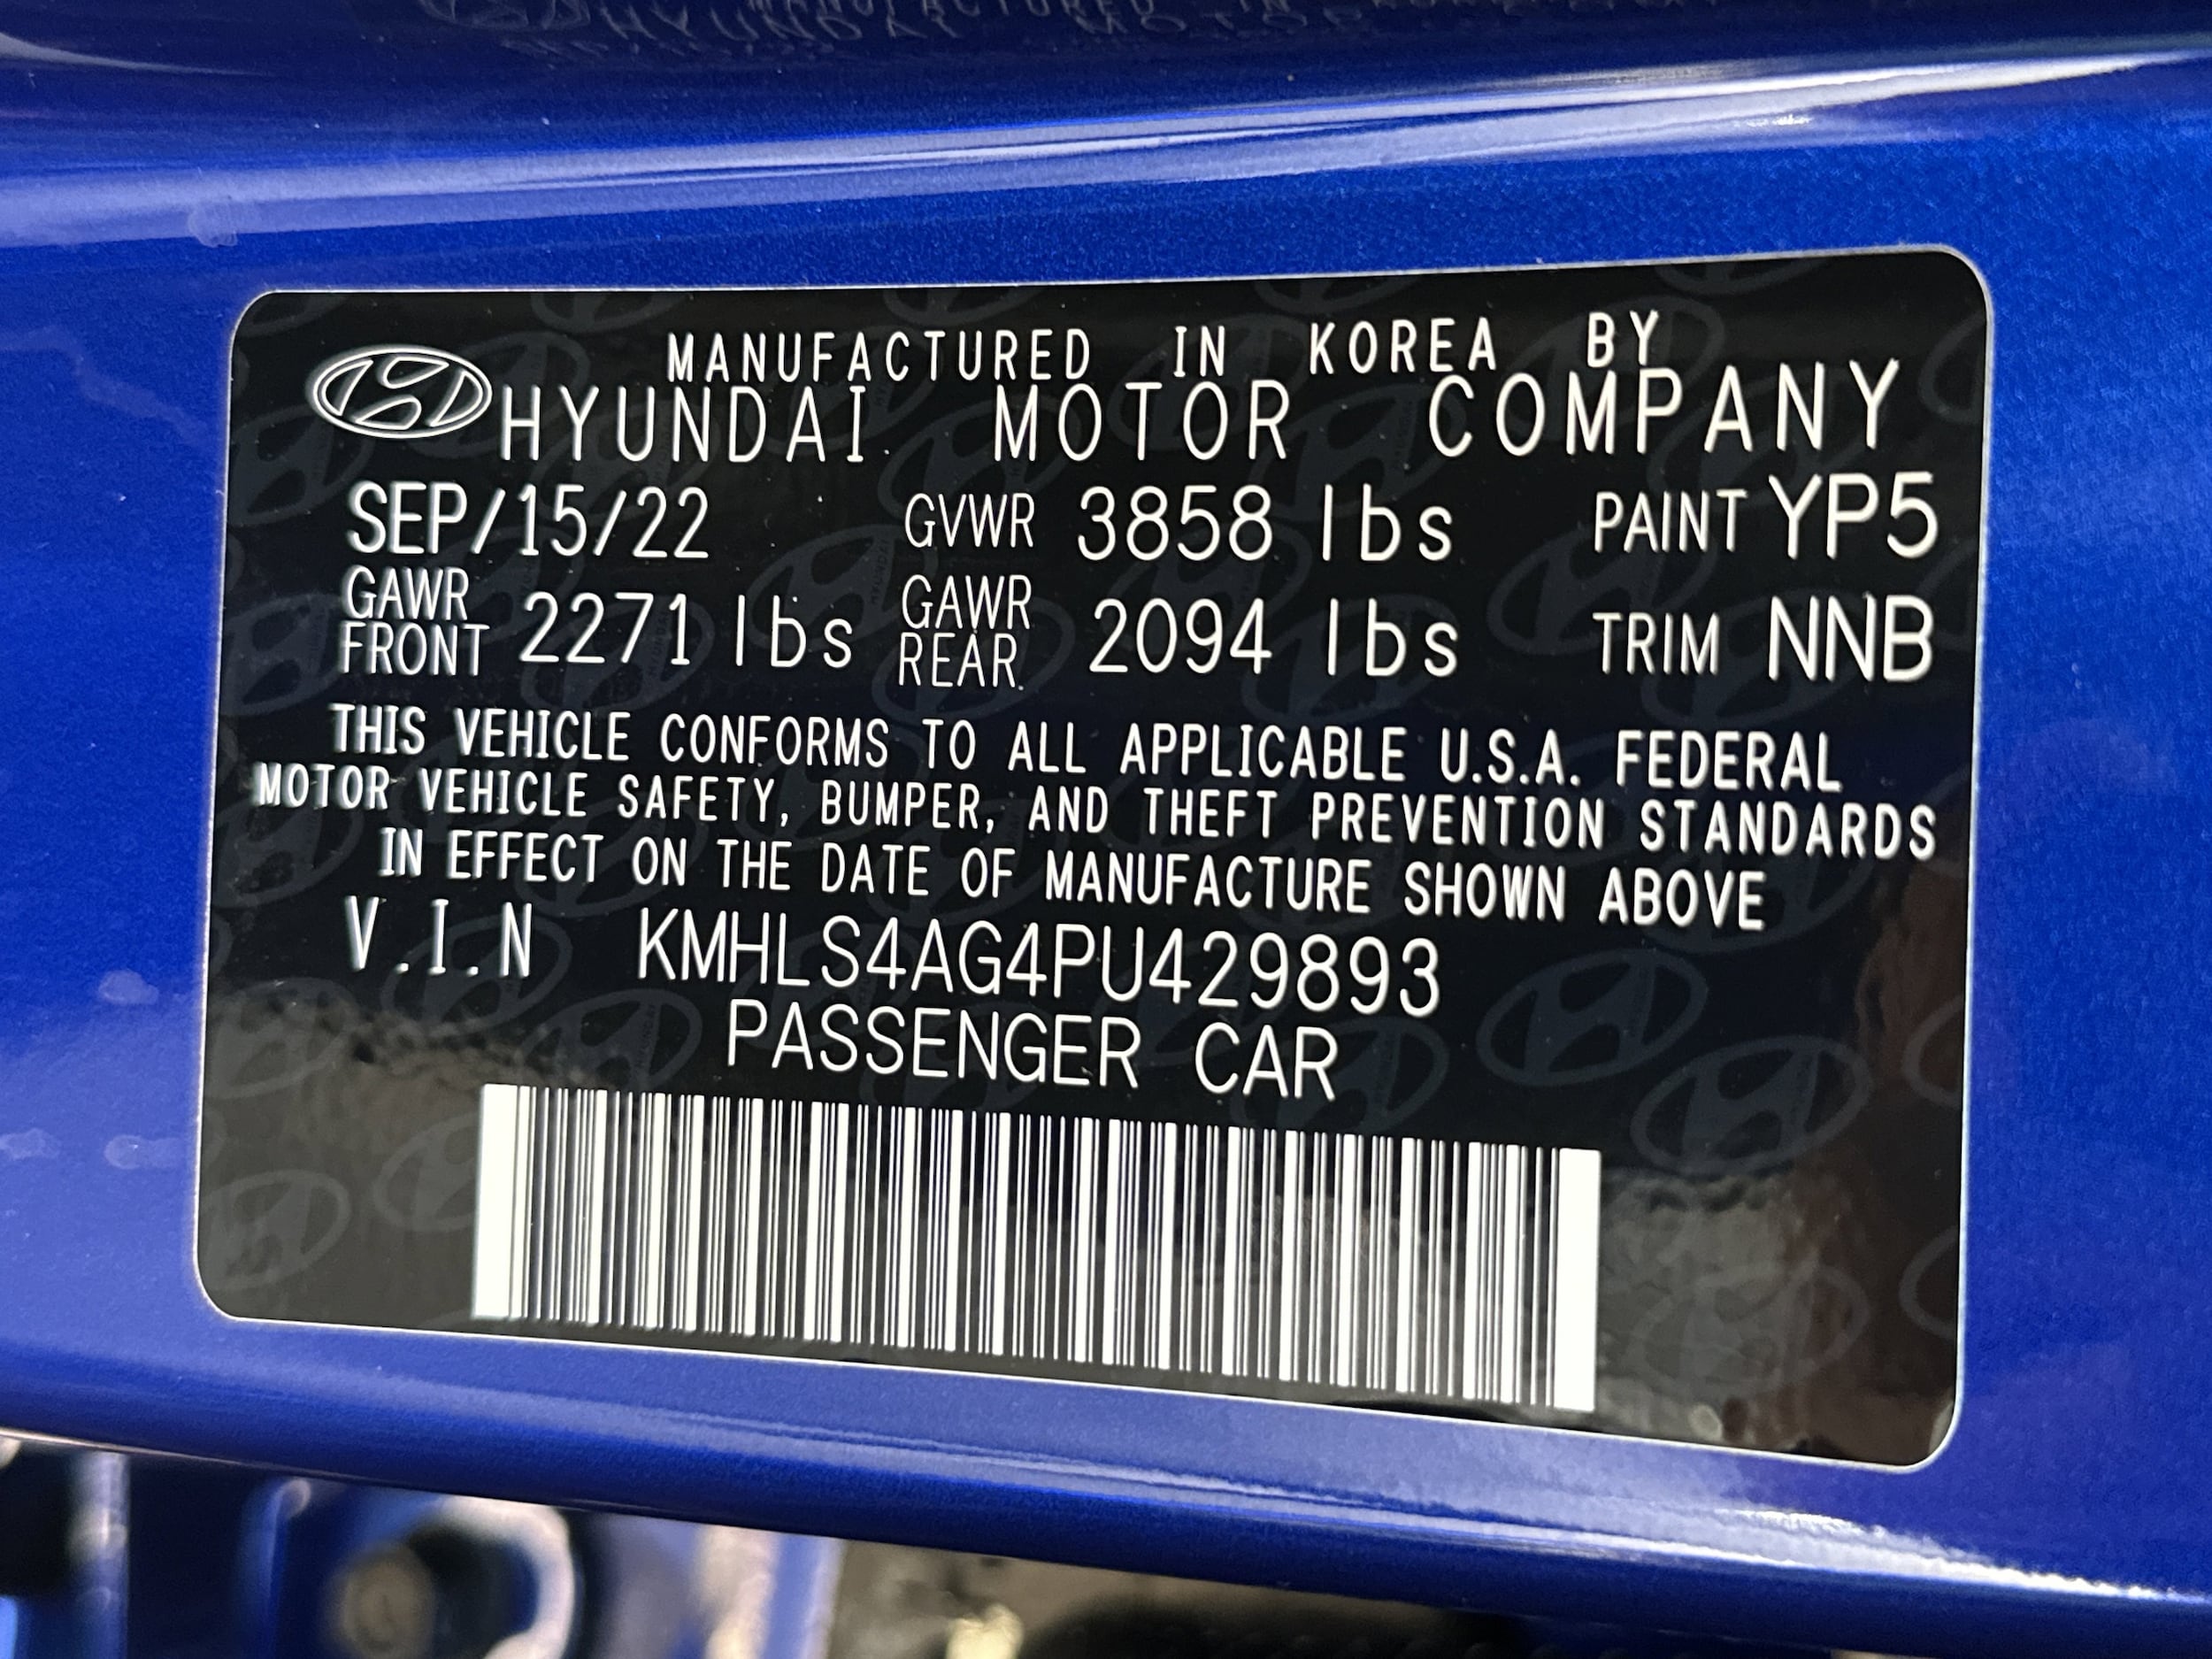 MANUFACTURED IN KOREA BY
HYUNDAI MOTOR COMPANY
SEP/15/22 GVWR 3858 lbs PAINT YP5
GAWR FRONT 2271 lbs GAWR REAR 2094 lbs TRIM NNB
THIS VEHICLE CONFORMS TO ALL APPLICABLE U.S.A. FEDERAL
MOTOR VEHICLE SAFETY, BUMPER, AND THEFT PREVENTION STANDARDS
IN EFFECT ON THE DATE OF MANUFACTURE SHOWN ABOVE
V.I.N KMHLS4AG4PU429893
PASSENGER CAR